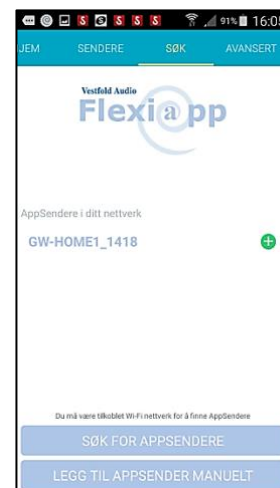 91% 16:05
JEM SENDERE SØK AVANSERT
Vestfold Audio
Flexi@pp
AppSendere i ditt nettverk
GW-HOME1_1418
Du må være tilkoblet Wi-Fi nettverk for å finne AppSendere
SØK FOR APPSENDERE
LEGG TIL APPSENDER MANUELT